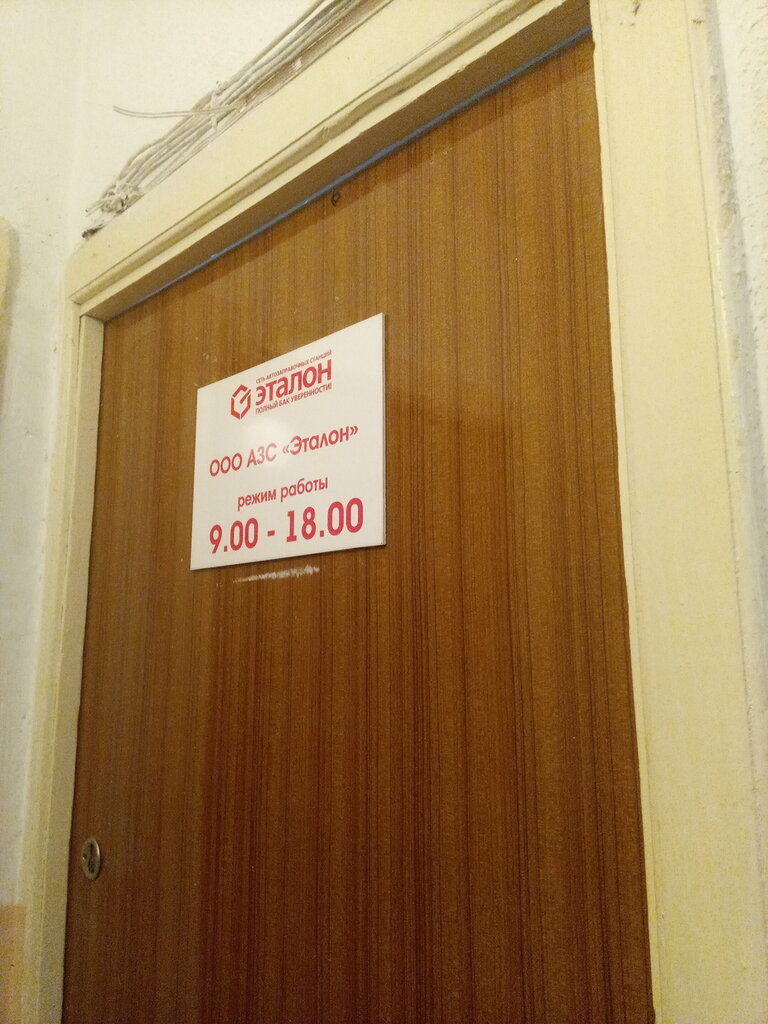 СЕТЬ АВТОЗАПРАВОЧНЫХ СТАНЦИЙ
ЭТАЛОН
ПОЛНЫЙ БАК УВЕРЕННОСТИ!
ООО АЗС «Эталон»
режим работы
9.00 - 18.00